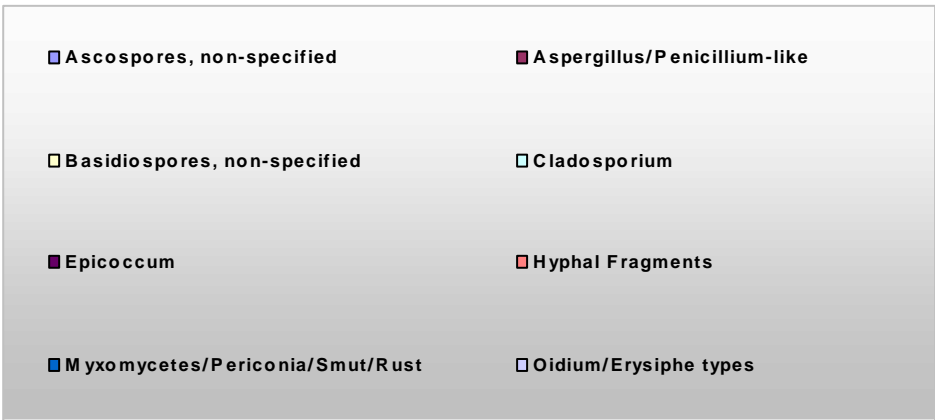 Ascospores, non-specified
Aspergillus/Penicillium-like
Basidiospores, non-specified
Cladosporium
Epicoccum
Hyphal Fragments
Myxomycetes/Periconia/Smut/Rust
Oidium/Erysiphe types